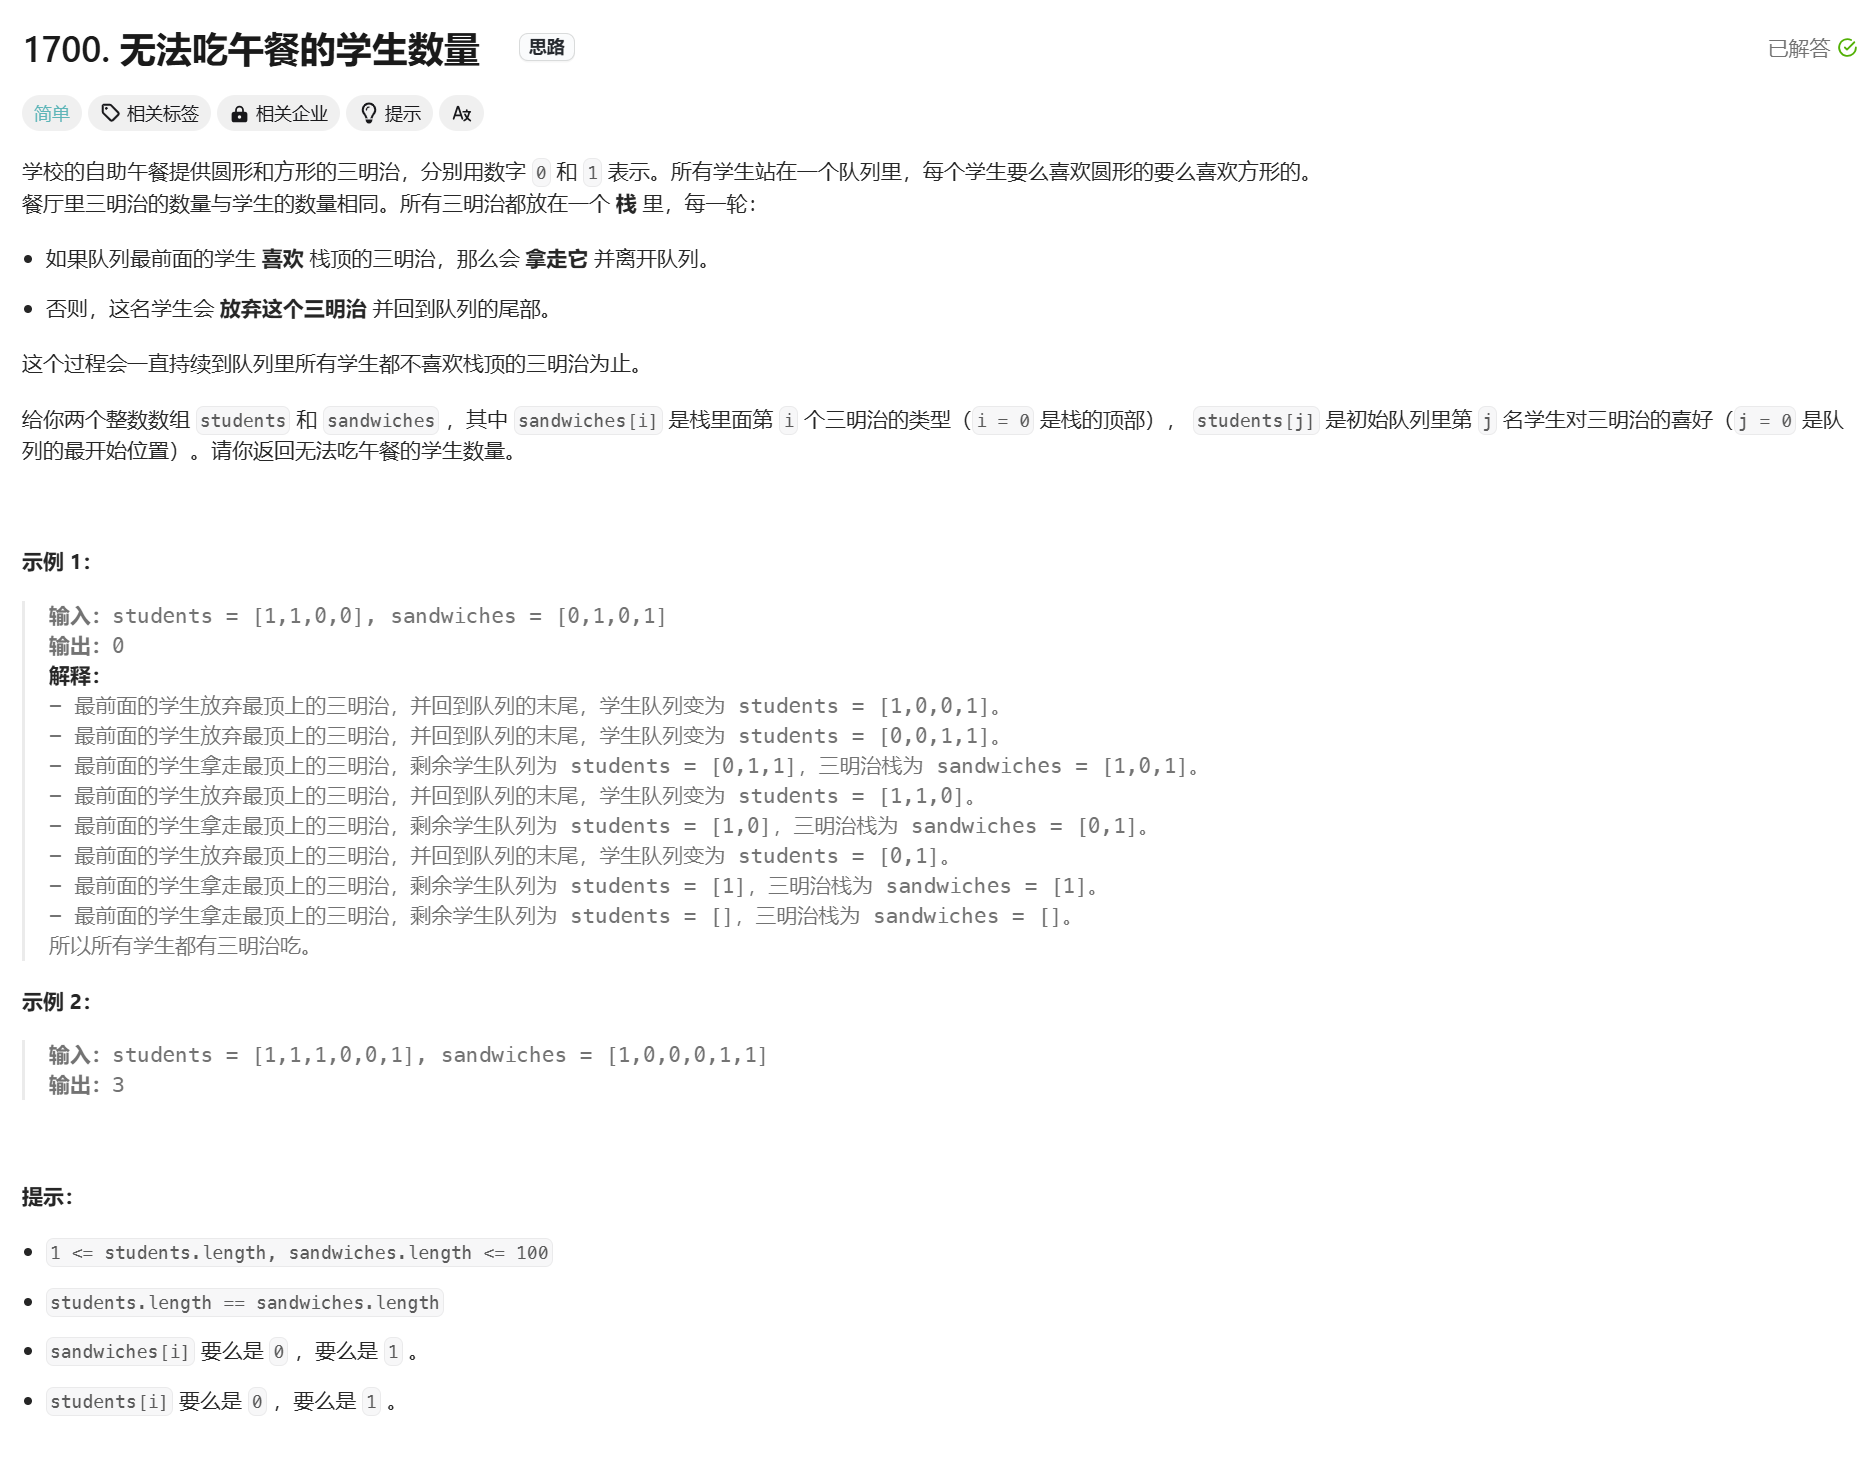 1700. 无法吃午餐的学生数量 思路 已解答
简单 相关标签 相关企业 提示 A文
学校的自助午餐提供圆形和方形的三明治，分别用数字 0 和 1 表示。所有学生站在一个队列里，每个学生要么喜欢圆形的要么喜欢方形的。
餐厅里三明治的数量与学生的数量相同。所有三明治都放在一个 栈 里，每一轮：
如果队列最前面的学生 喜欢 栈顶的三明治，那么会 拿走它 并离开队列。
否则，这名学生会 放弃这个三明治 并回到队列的尾部。
这个过程会一直持续到队列里所有学生都不喜欢栈顶的三明治为止。
给你两个整数数组 students 和 sandwiches ，其中 sandwiches[i] 是栈里面第 i 个三明治的类型（i = 0 是栈的顶部）， students[j] 是初始队列里第 j 名学生对三明治的喜好（j = 0 是队
列的最开始位置）。请你返回无法吃午餐的学生数量。
示例 1：
输入：students = [1,1,0,0], sandwiches = [0,1,0,1]
输出：0
解释：
- 最前面的学生放弃最顶上的三明治，并回到队列的末尾，学生队列变为 students = [1,0,0,1]。
- 最前面的学生放弃最顶上的三明治，并回到队列的末尾，学生队列变为 students = [0,0,1,1]。
- 最前面的学生拿走最顶上的三明治，剩余学生队列为 students = [0,1,1]，三明治栈为 sandwiches = [1,0,1]。
- 最前面的学生放弃最顶上的三明治，并回到队列的末尾，学生队列变为 students = [1,1,0]。
- 最前面的学生拿走最顶上的三明治，剩余学生队列为 students = [1,0]，三明治栈为 sandwiches = [0,1]。
- 最前面的学生放弃最顶上的三明治，并回到队列的末尾，学生队列变为 students = [0,1]。
- 最前面的学生拿走最顶上的三明治，剩余学生队列为 students = [1]，三明治栈为 sandwiches = [1]。
- 最前面的学生拿走最顶上的三明治，剩余学生队列为 students = []，三明治栈为 sandwiches = []。
所以所有学生都有三明治吃。
示例 2：
输入：students = [1,1,1,0,0,1], sandwiches = [1,0,0,0,1,1]
输出：3
提示：
1 <= students.length, sandwiches.length <= 100
students.length == sandwiches.length
sandwiches[i] 要么是 0 ，要么是 1 。
students[i] 要么是 0 ，要么是 1 。